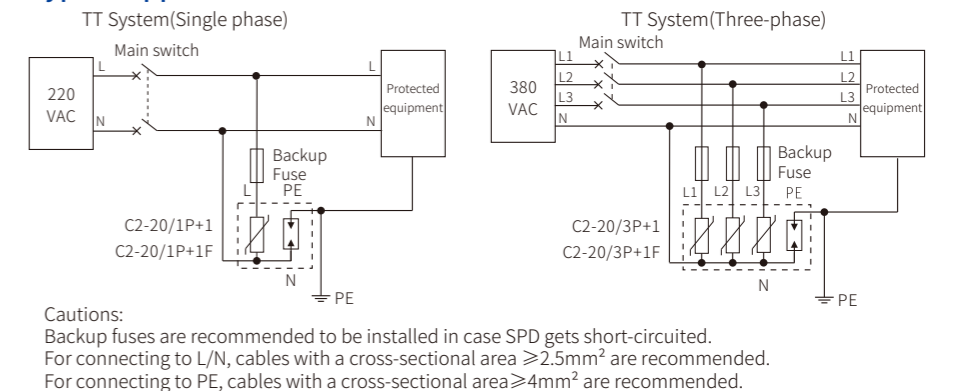 TT System(Single phase)
Main switch
L
L
220
VAC
Protected
equipment
N
N
Backup
Fuse
L
PE
C2-20/1P+1
C2-20/1P+1F
N
PE
TT System(Three-phase)
Main switch
L1
L1
L2
L2
380
VAC
L3
L3
Protected
equipment
N
N
Backup
Fuse
L1
L2
L3
PE
C2-20/3P+1
C2-20/3P+1F
N
PE
Cautions:
Backup fuses are recommended to be installed in case SPD gets short-circuited.
For connecting to L/N, cables with a cross-sectional area ≥2.5mm² are recommended.
For connecting to PE, cables with a cross-sectional area≥4mm² are recommended.